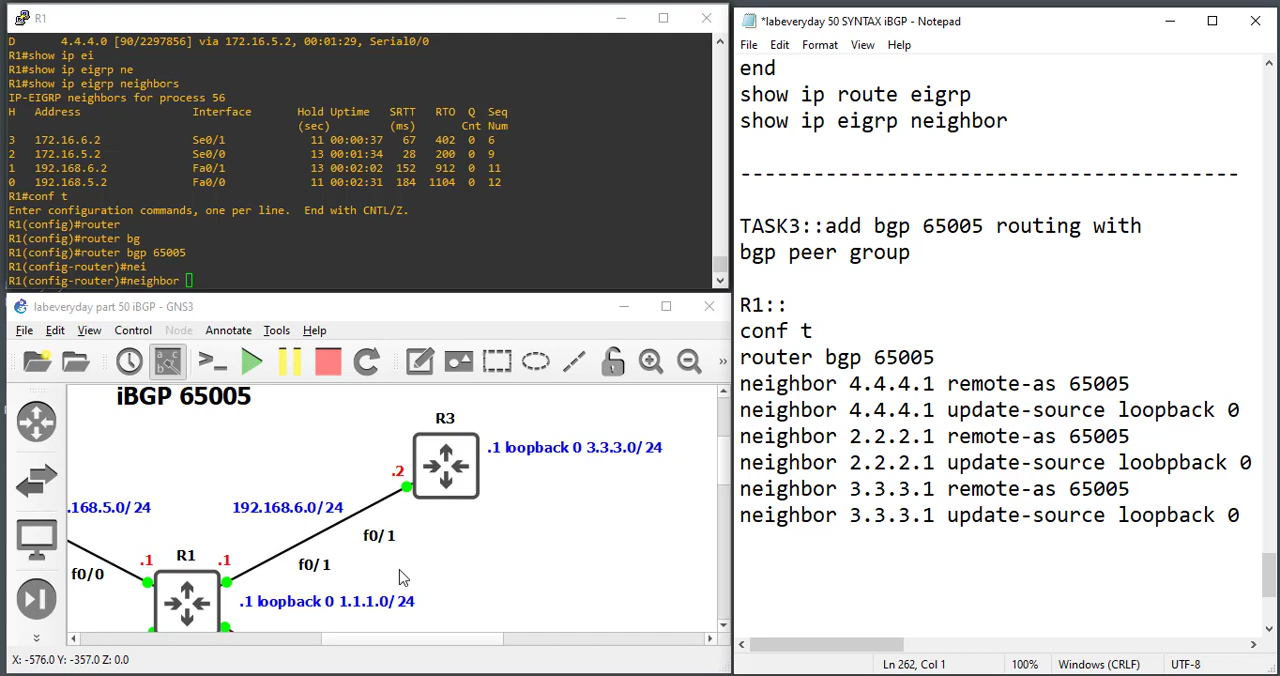 R1
D     4.4.4.0 [90/2297856] via 172.16.5.2, 00:01:29, Serial0/0
R1#show ip ei
R1#show ip eigrp ne
R1#show ip eigrp neighbors
IP-EIGRP neighbors for process 56
H   Address                 Interface       Hold Uptime   SRTT   RTO  Q  Seq
(sec)         (ms)       Cnt Num
3   172.16.6.2              Se0/1             11 00:00:37   67   402  0  6
2   172.16.5.2              Se0/0             13 00:01:34   28   200  0  9
1   192.168.6.2             Fa0/1             13 00:02:02  152   912  0  11
0   192.168.5.2             Fa0/0             11 00:02:31  184  1104  0  12
R1#conf t
Enter configuration commands, one per line.  End with CNTL/Z.
R1(config)#router
R1(config)#router bg
R1(config)#router bgp 65005
R1(config-router)#nei
R1(config-router)#neighbor
labeveryday part 50 iBGP - GNS3
File Edit View Control Node Annotate Tools Help
abc
»
iBGP 65005
R3
.1 loopback 0 3.3.3.0/24
.2
.168.5.0/24
192.168.6.0/24
f0/1
.1 R1 .1
f0/0
f0/1
.1 loopback 0 1.1.1.0/24
X: -576.0 Y: -357.0 Z: 0.0
*labeveryday 50 SYNTAX iBGP - Notepad
File Edit Format View Help
end
show ip route eigrp
show ip eigrp neighbor
-----------------------------------------
TASK3::add bgp 65005 routing with
bgp peer group
R1::
conf t
router bgp 65005
neighbor 4.4.4.1 remote-as 65005
neighbor 4.4.4.1 update-source loopback 0
neighbor 2.2.2.1 remote-as 65005
neighbor 2.2.2.1 update-source loobpback 0
neighbor 3.3.3.1 remote-as 65005
neighbor 3.3.3.1 update-source loopback 0
Ln 262, Col 1 100% Windows (CRLF) UTF-8